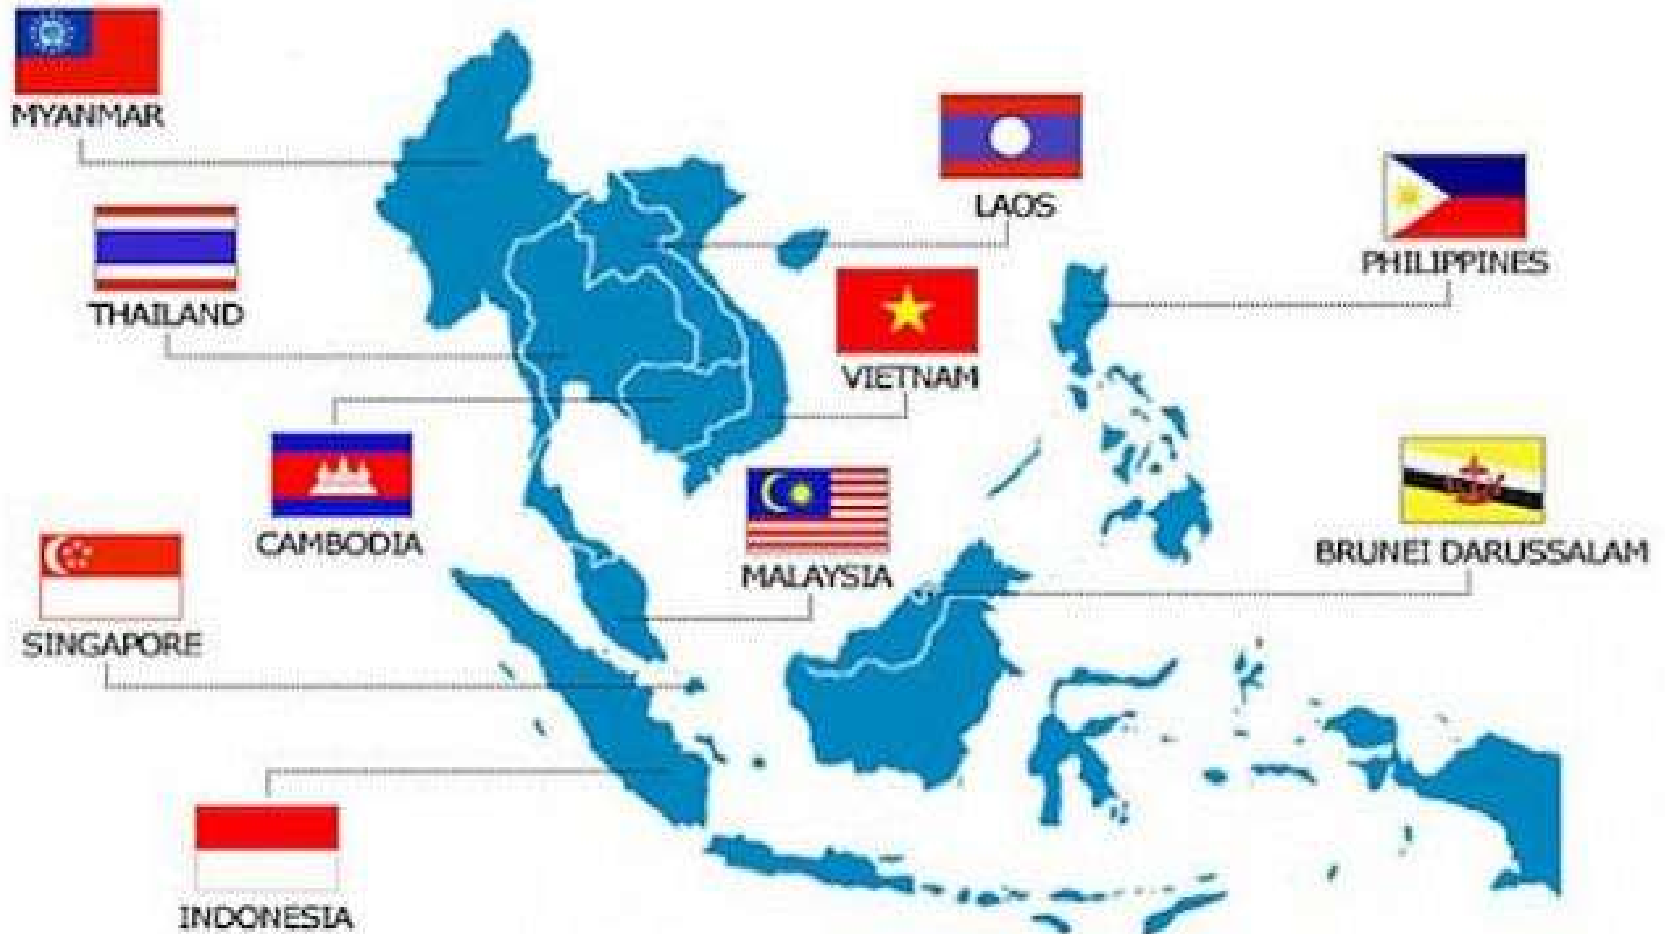 MYANMAR
LAOS
PHILIPPINES
THAILAND
VIETNAM
CAMBODIA
BRUNEI DARUSSALAM
MALAYSIA
SINGAPORE
INDONESIA